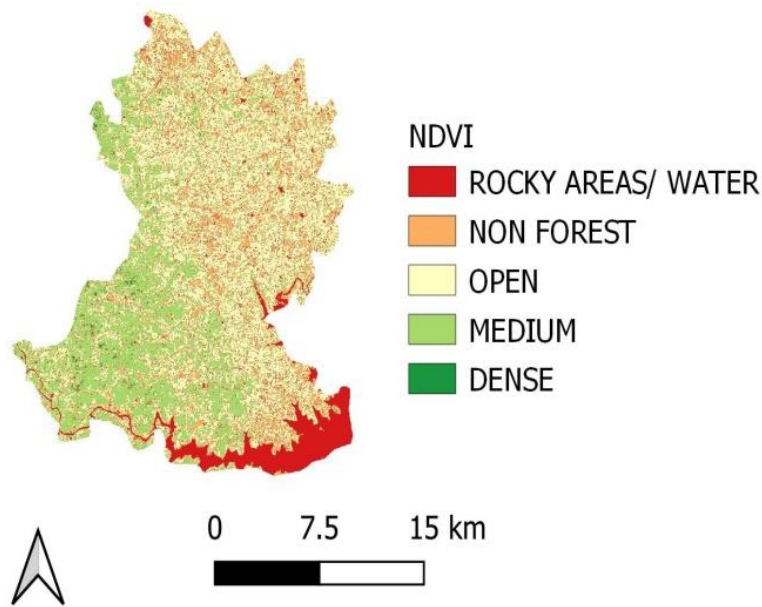 NDVI
ROCKY AREAS/ WATER
NON FOREST
OPEN
MEDIUM
DENSE
0 7.5 15 km